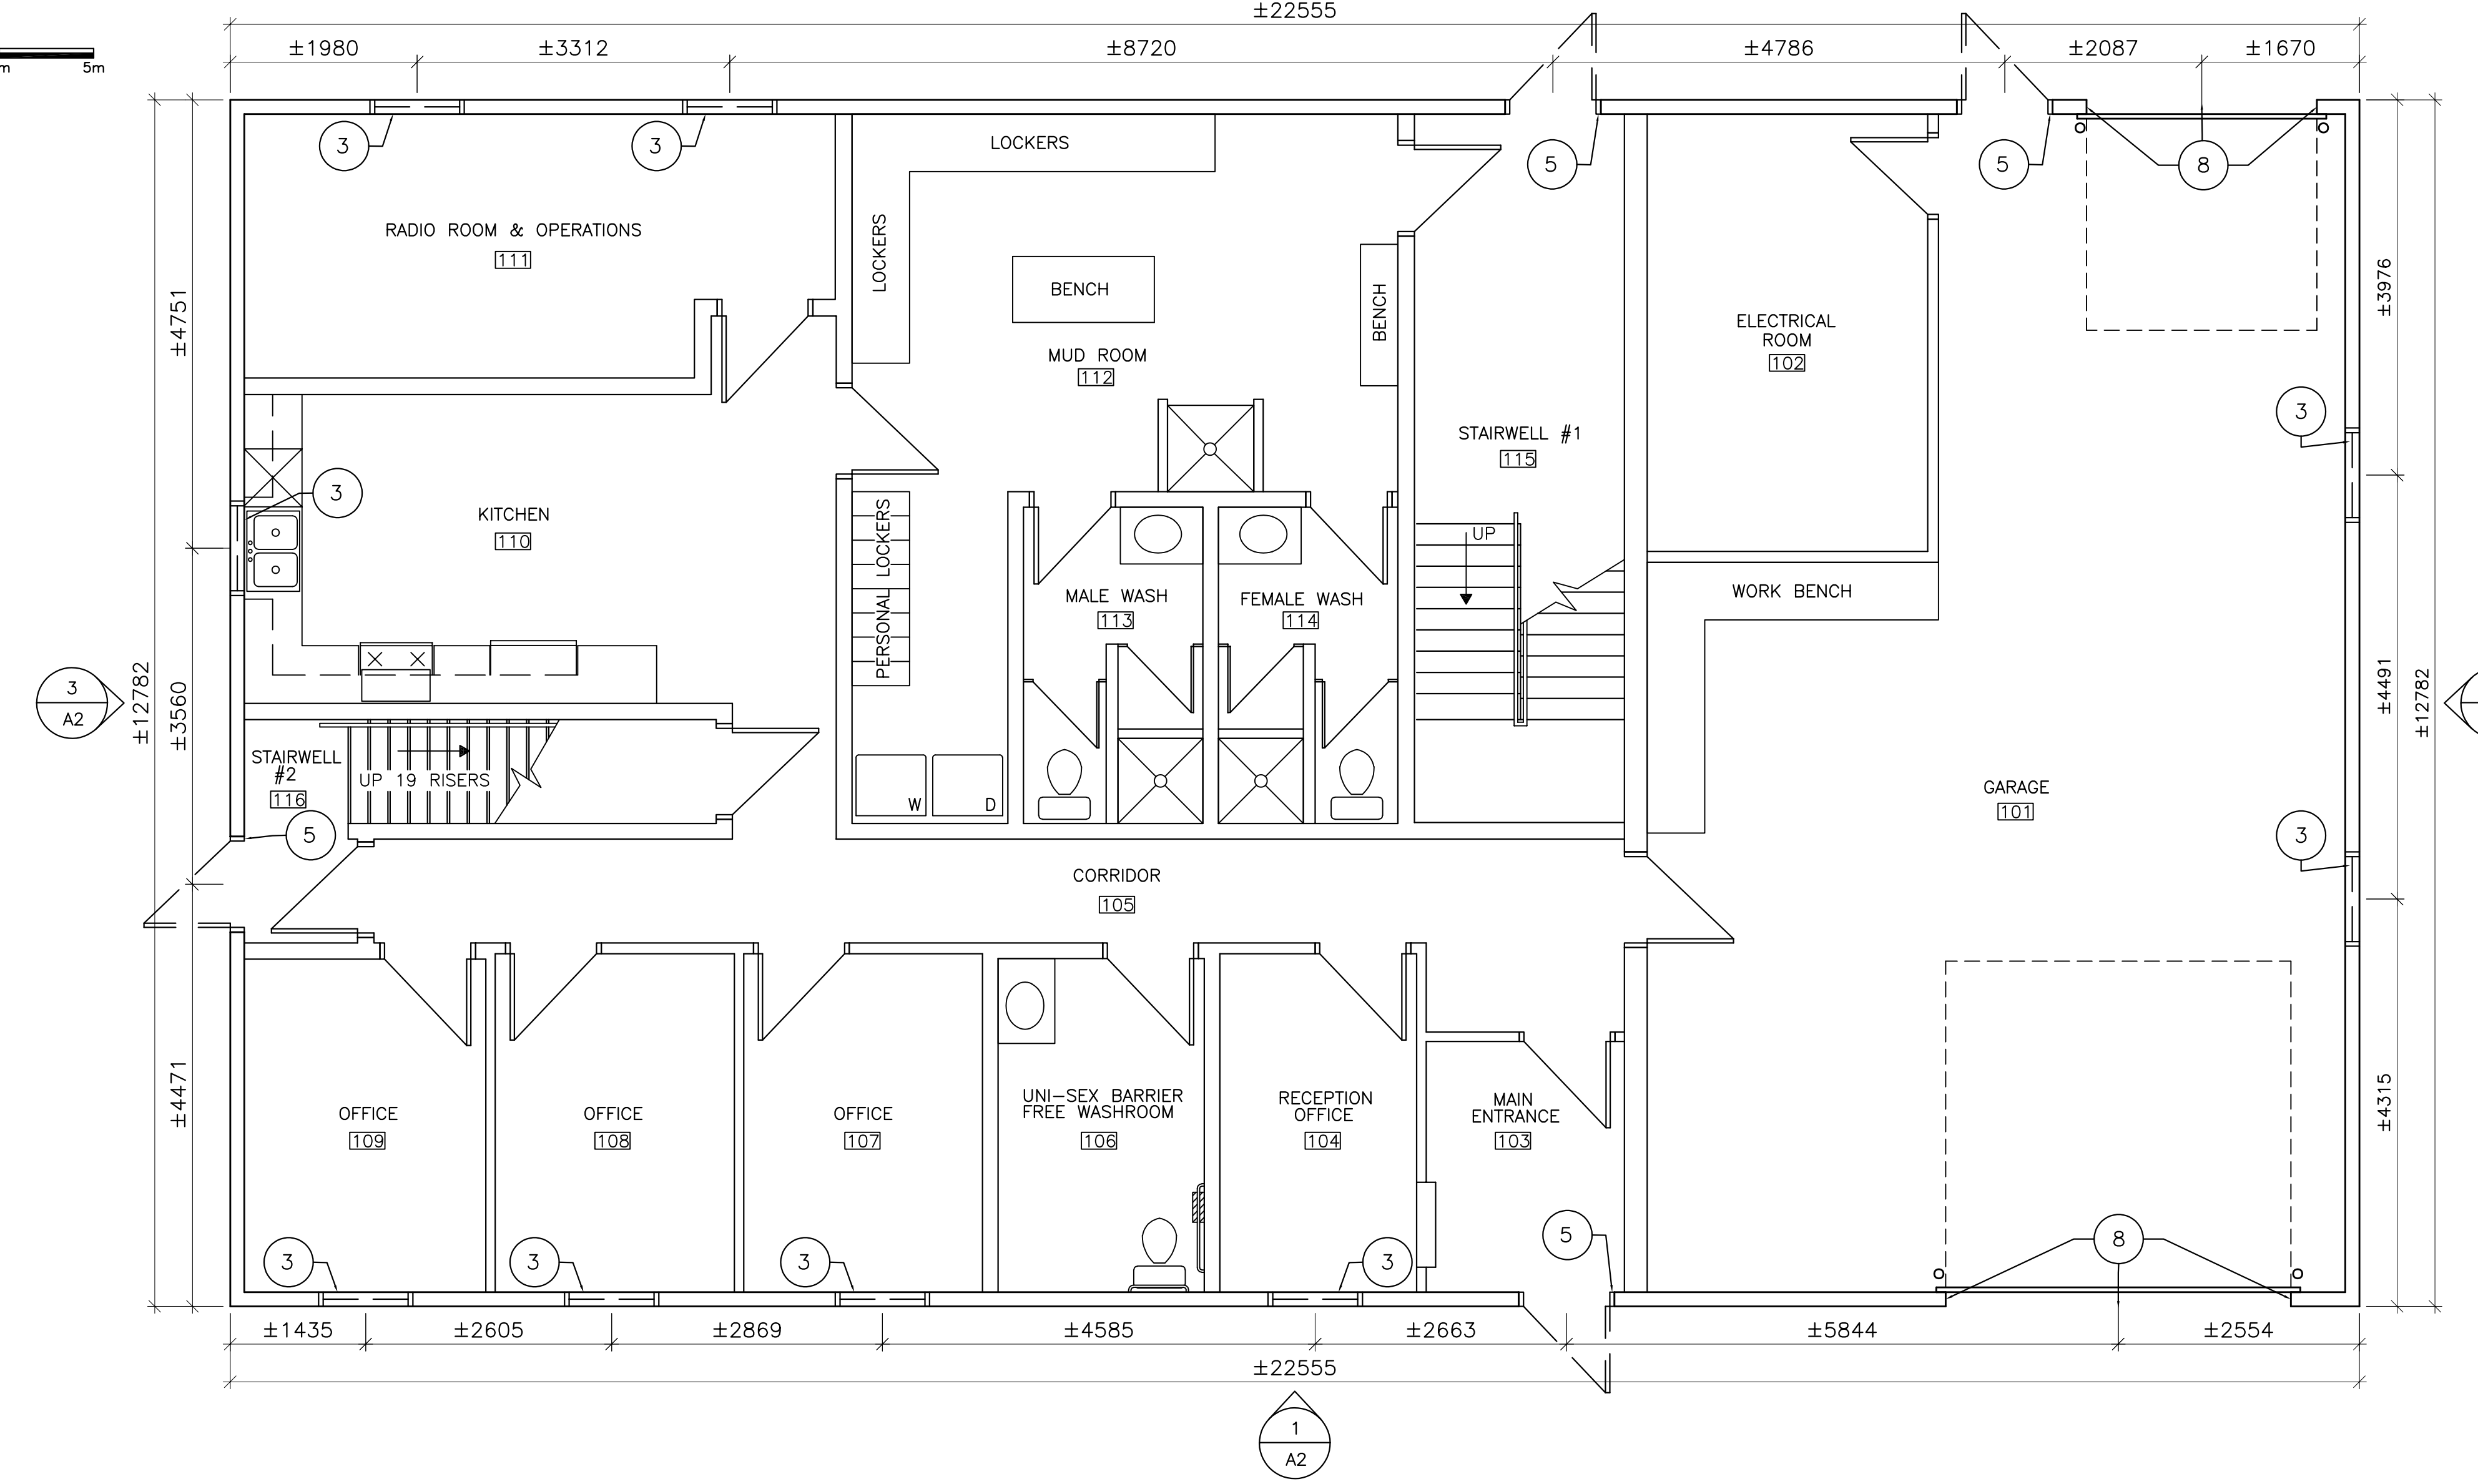 ±22555
±1980
±3312
±8720
±4786
±2087
±1670
5m
3
3
5
5
8
LOCKERS
LOCKERS
RADIO ROOM & OPERATIONS
111
BENCH
BENCH
MUD ROOM
112
ELECTRICAL
ROOM
102
±4751
±3976
STAIRWELL #1
115
3
3
KITCHEN
110
PERSONAL LOCKERS
UP
MALE WASH
113
FEMALE WASH
114
WORK BENCH
3
A2
±12782
±3560
±4491
±12782
STAIRWELL
#2
116
UP 19 RISERS
W
D
GARAGE
101
5
3
CORRIDOR
105
±4471
±4315
OFFICE
109
OFFICE
108
OFFICE
107
UNI-SEX BARRIER
FREE WASHROOM
106
RECEPTION
OFFICE
104
MAIN
ENTRANCE
103
3
3
3
3
5
8
±1435
±2605
±2869
±4585
±2663
±5844
±2554
±22555
1
A2